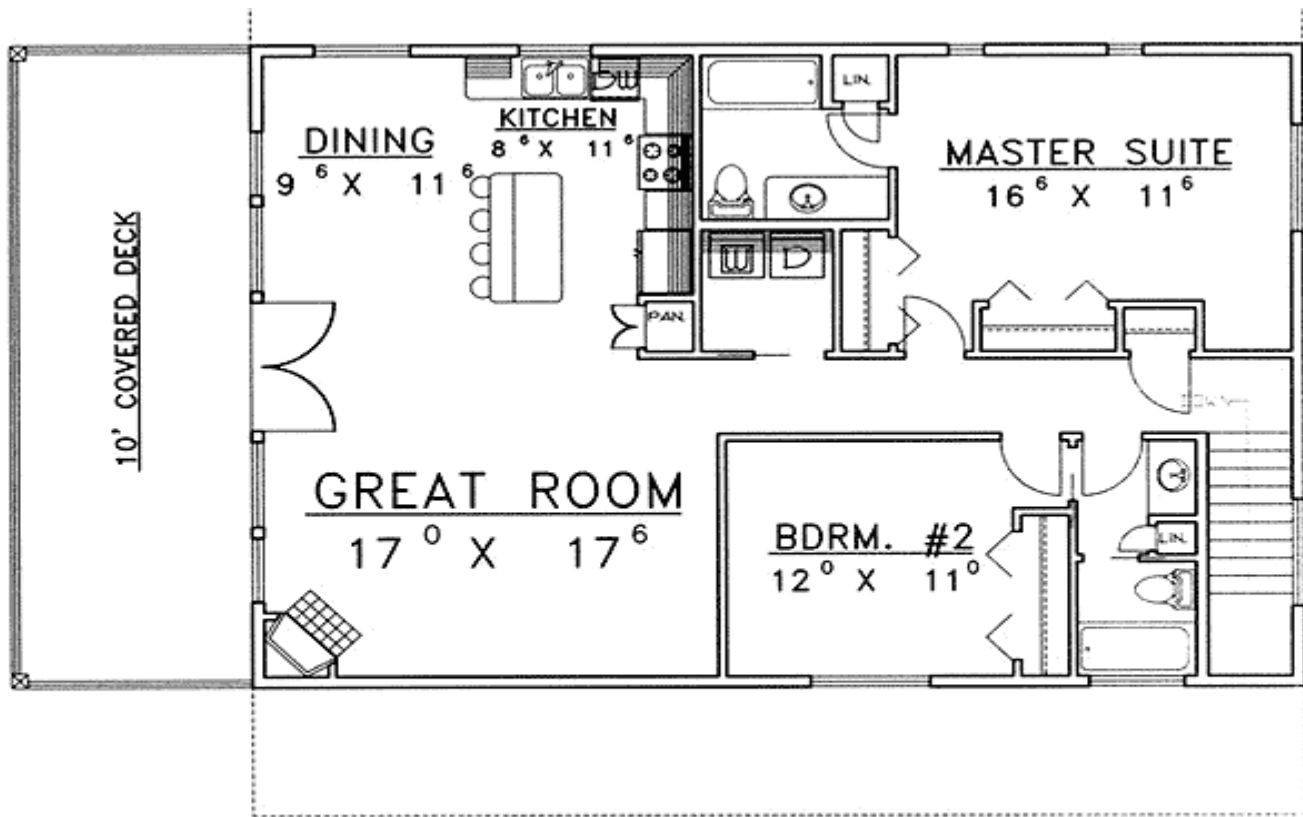 LIN.
KITCHEN
8 6 X 11 6
DINING
9 6 X 11 6
MASTER SUITE
16 6 X 11 6
W D
PAN.
10' COVERED DECK
DOWN
GREAT ROOM
17 0 X 17 6
BDRM. #2
12 0 X 11 0
LIN.